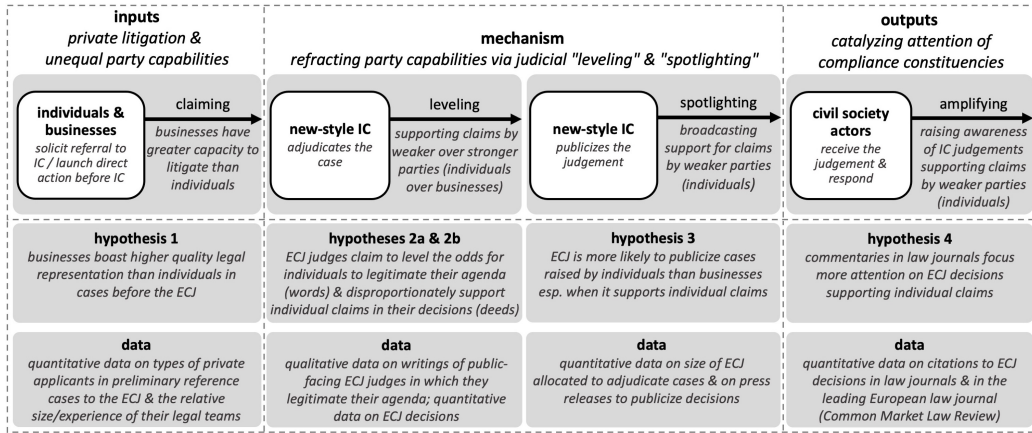 inputs
private litigation &
unequal party capabilities
mechanism
refracting party capabilities via judicial "leveling" & "spotlighting"
outputs
catalyzing attention of
compliance constituencies
individuals &
businesses
solicit referral to
IC / launch direct
action before IC
claiming
businesses have
greater capacity to
litigate than
individuals
new-style IC
adjudicates the
case
leveling
supporting claims by
weaker over stronger
parties (individuals
over businesses)
new-style IC
publicizes the
judgement
spotlighting
broadcasting
support for claims
by weaker parties
(individuals)
civil society
actors
receive the
judgement &
respond
amplifying
raising awareness
of IC judgements
supporting claims
by weaker parties
(individuals)
hypothesis 1
businesses boast higher quality legal
representation than individuals in
cases before the ECJ
hypotheses 2a & 2b
ECJ judges claim to level the odds for
individuals to legitimate their agenda
(words) & disproportionately support
individual claims in their decisions (deeds)
hypothesis 3
ECJ is more likely to publicize cases
raised by individuals than businesses
esp. when it supports individual claims
hypothesis 4
commentaries in law journals focus
more attention on ECJ decisions
supporting individual claims
data
quantitative data on types of private
applicants in preliminary reference
cases to the ECJ & the relative
size/experience of their legal teams
data
qualitative data on writings of public-
facing ECJ judges in which they
legitimate their agenda; quantitative
data on ECJ decisions
data
quantitative data on size of ECJ
allocated to adjudicate cases & on press
releases to publicize decisions
data
quantitative data on citations to ECJ
decisions in law journals & in the
leading European law journal
(Common Market Law Review)